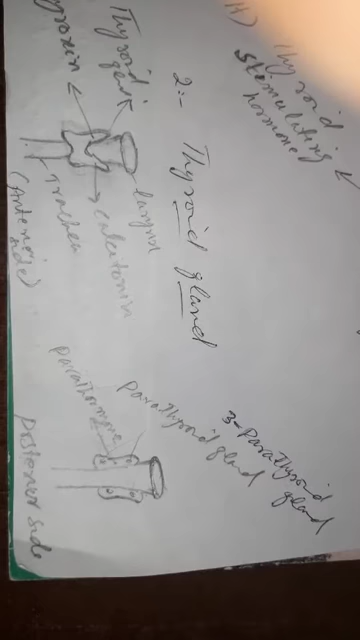 Thyroid
stimulating
hormone
2:- Thyroid gland
Thyroid
gland
larynx
calcitonin
Trachea
(Anterior
side)
3-Parathyroid
gland
Parathyroid gland
Parathormone
Posterior side